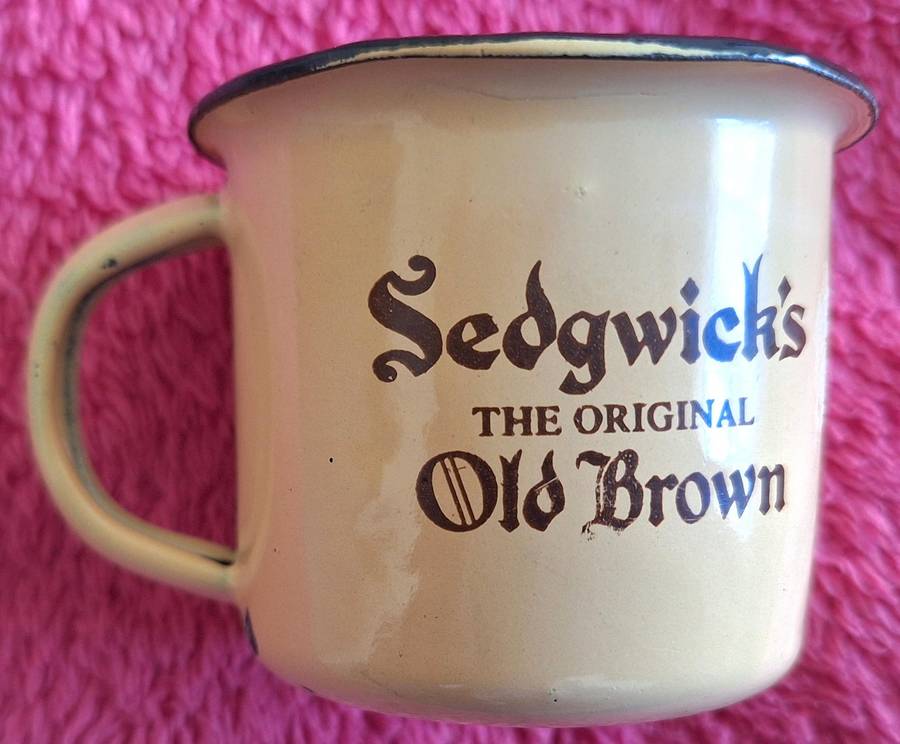 Sedgwick's
THE ORIGINAL
Old Brown